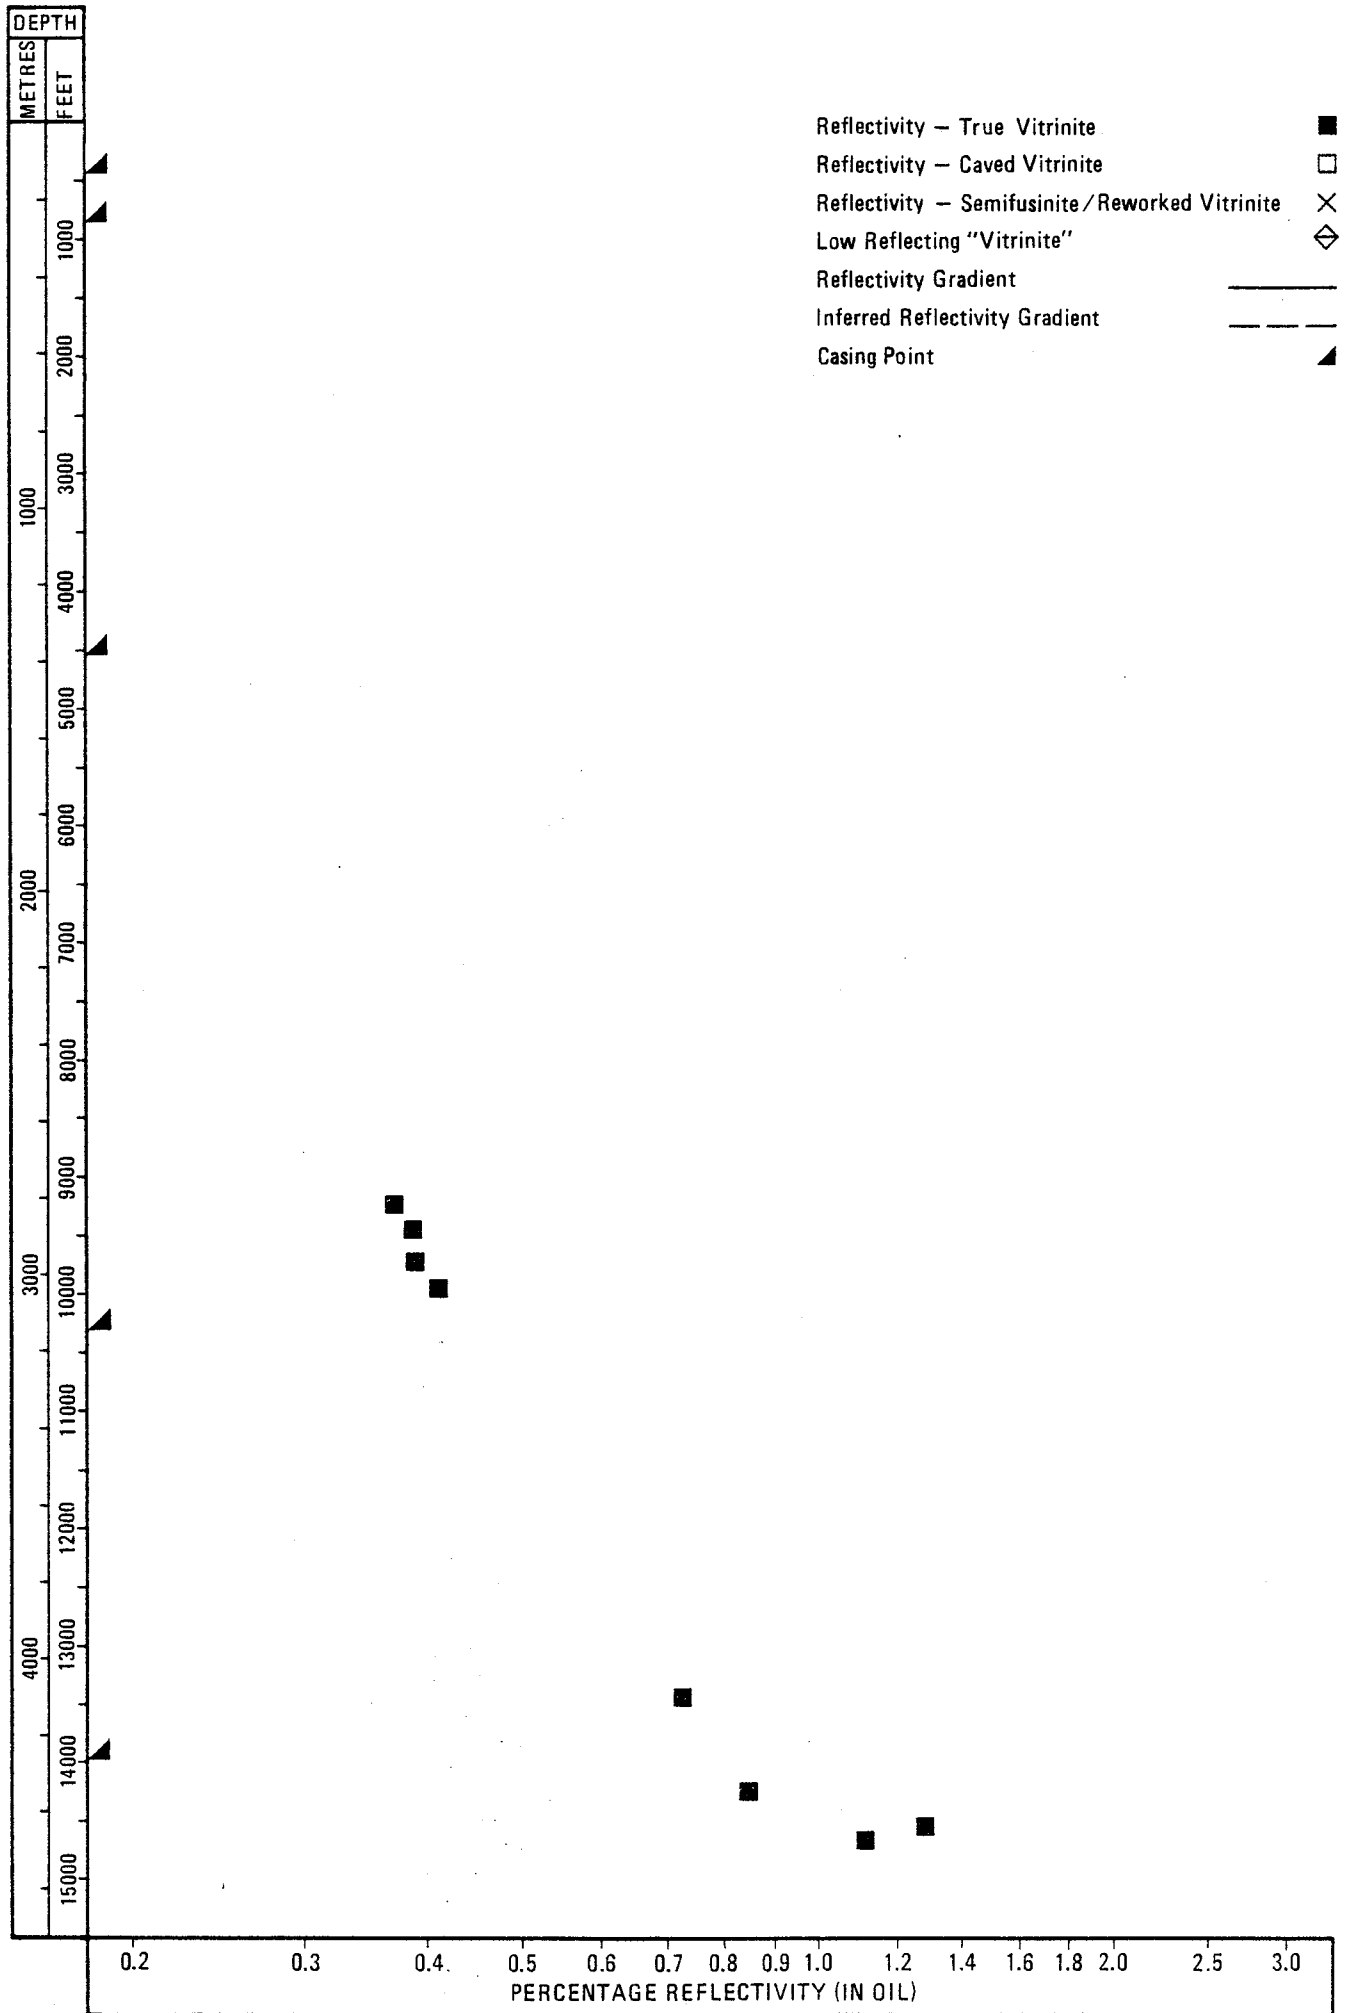 DEPTH
METRES
FEET
Reflectivity – True Vitrinite
Reflectivity – Caved Vitrinite
Reflectivity – Semifusinite/Reworked Vitrinite
Low Reflecting "Vitrinite"
Reflectivity Gradient
Inferred Reflectivity Gradient
Casing Point
1000
2000
3000
4000
1000
2000
3000
4000
5000
6000
7000
8000
9000
10000
11000
12000
13000
14000
15000
0.2 0.3 0.4 0.5 0.6 0.7 0.8 0.9 1.0 1.2 1.4 1.6 1.8 2.0 2.5 3.0
PERCENTAGE REFLECTIVITY (IN OIL)